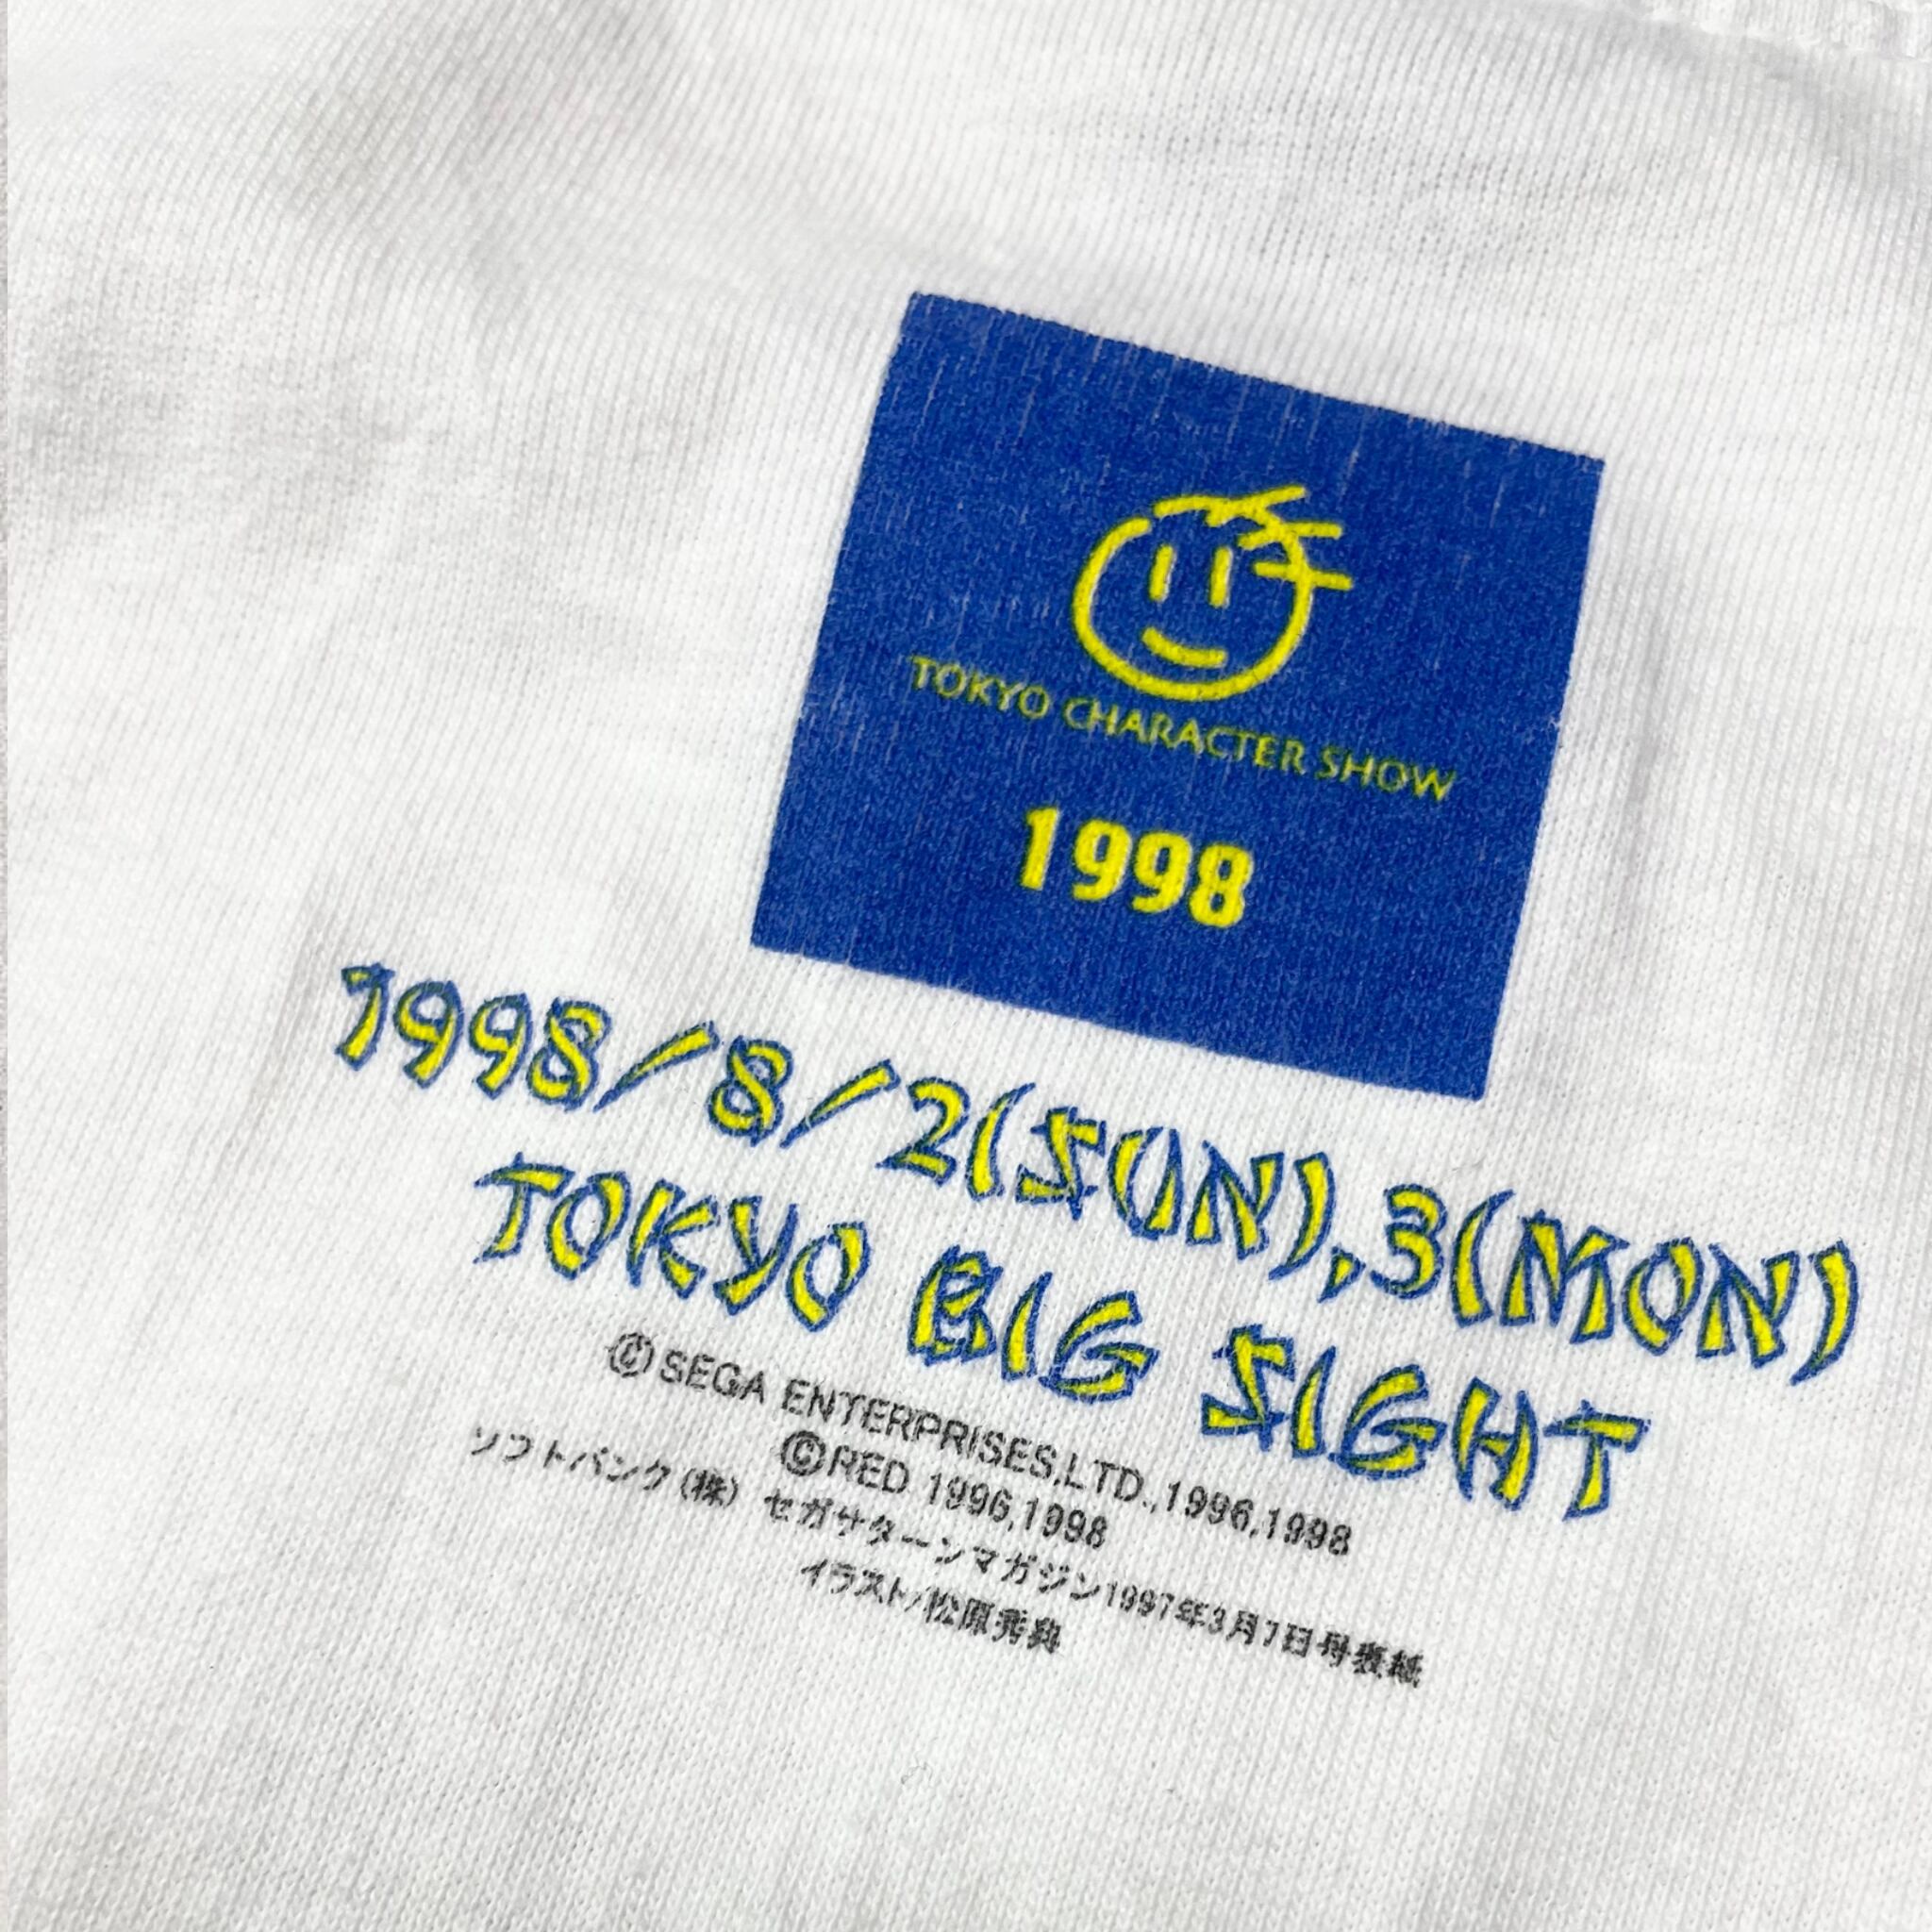 TOKYO CHARACTER SHOW
1998
1998/8/2(SUN),3(MON)
TOKYO BIG SIGHT
©SEGA ENTERPRISES,LTD.,1996,1998
©RED 1996,1998
ソフトバンク(株) セガサターンマガジン1997年3月7日号表紙
イラスト/松原秀典